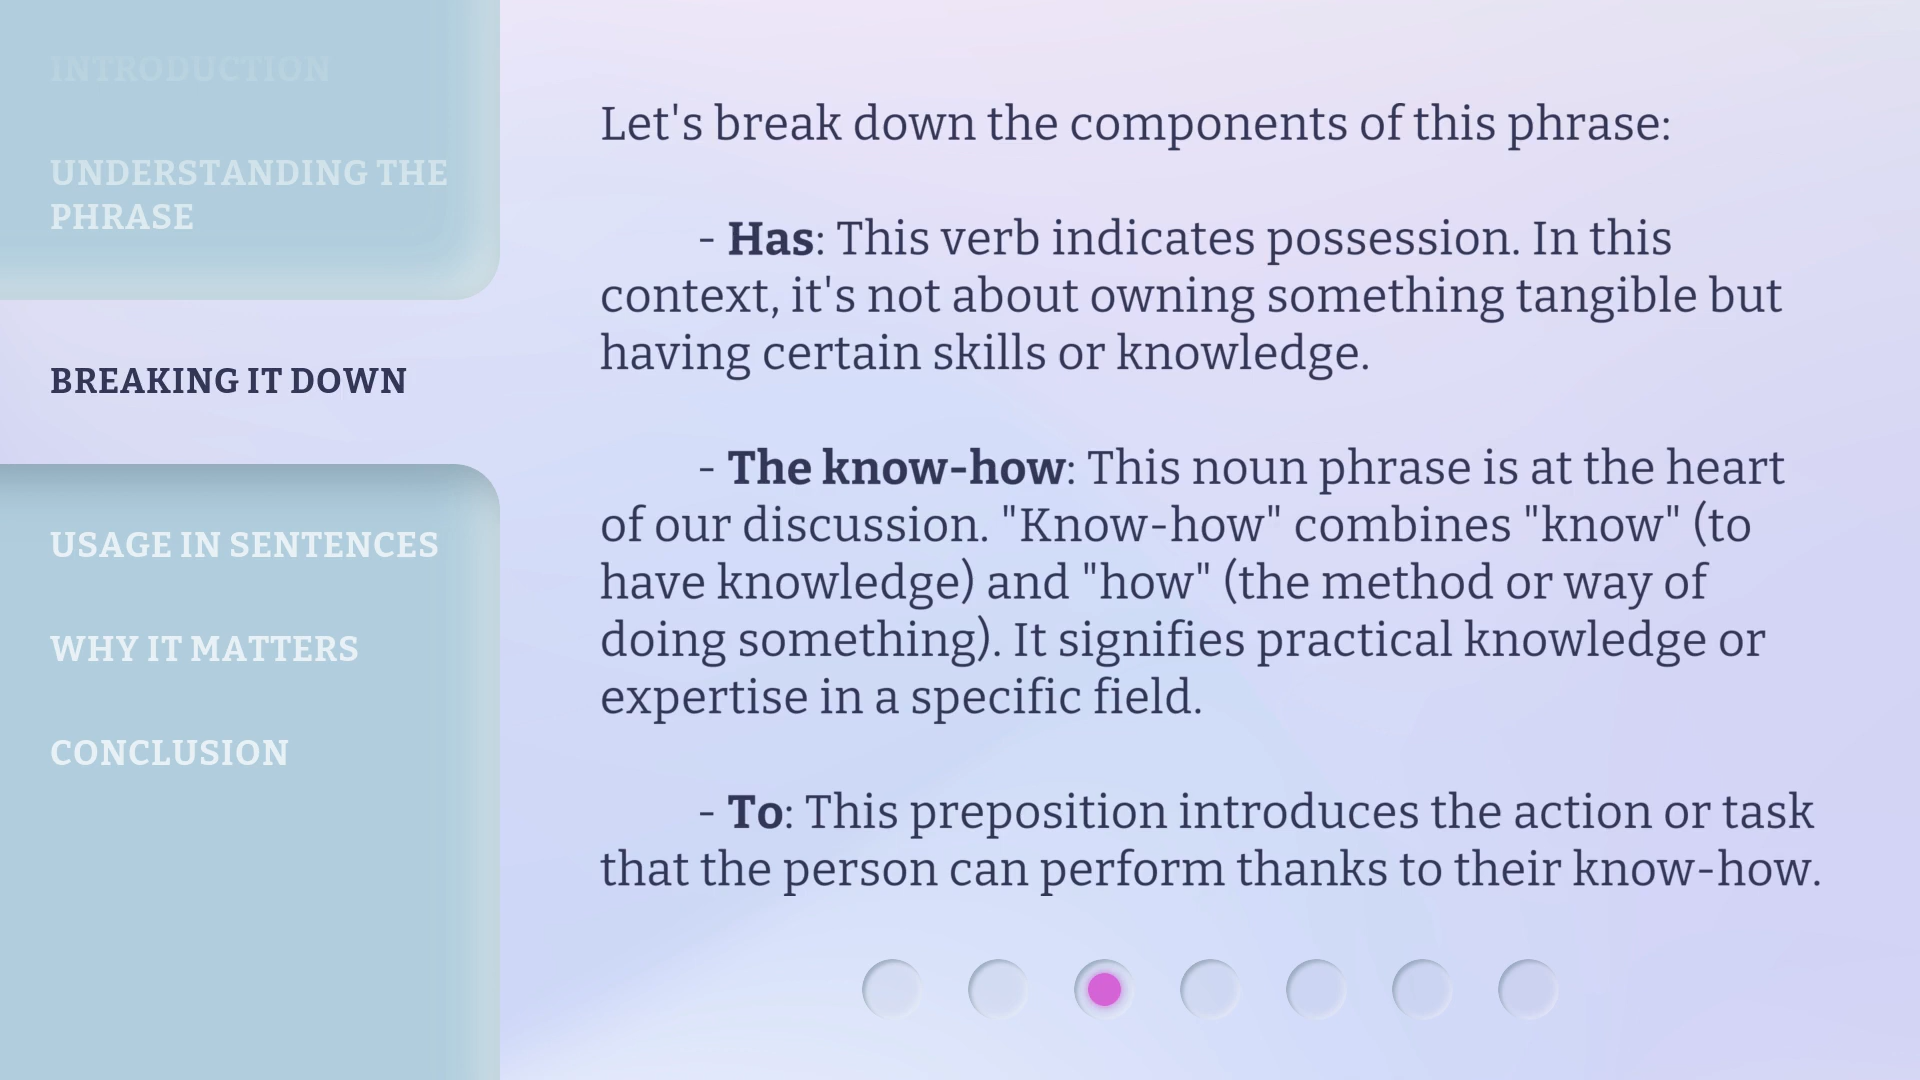 INTRODUCTION
UNDERSTANDING THE
PHRASE
BREAKING IT DOWN
USAGE IN SENTENCES
WHY IT MATTERS
CONCLUSION
Let's break down the components of this phrase:
- Has: This verb indicates possession. In this
context, it's not about owning something tangible but
having certain skills or knowledge.
- The know-how: This noun phrase is at the heart
of our discussion. "Know-how" combines "know" (to
have knowledge) and "how" (the method or way of
doing something). It signifies practical knowledge or
expertise in a specific field.
- To: This preposition introduces the action or task
that the person can perform thanks to their know-how.